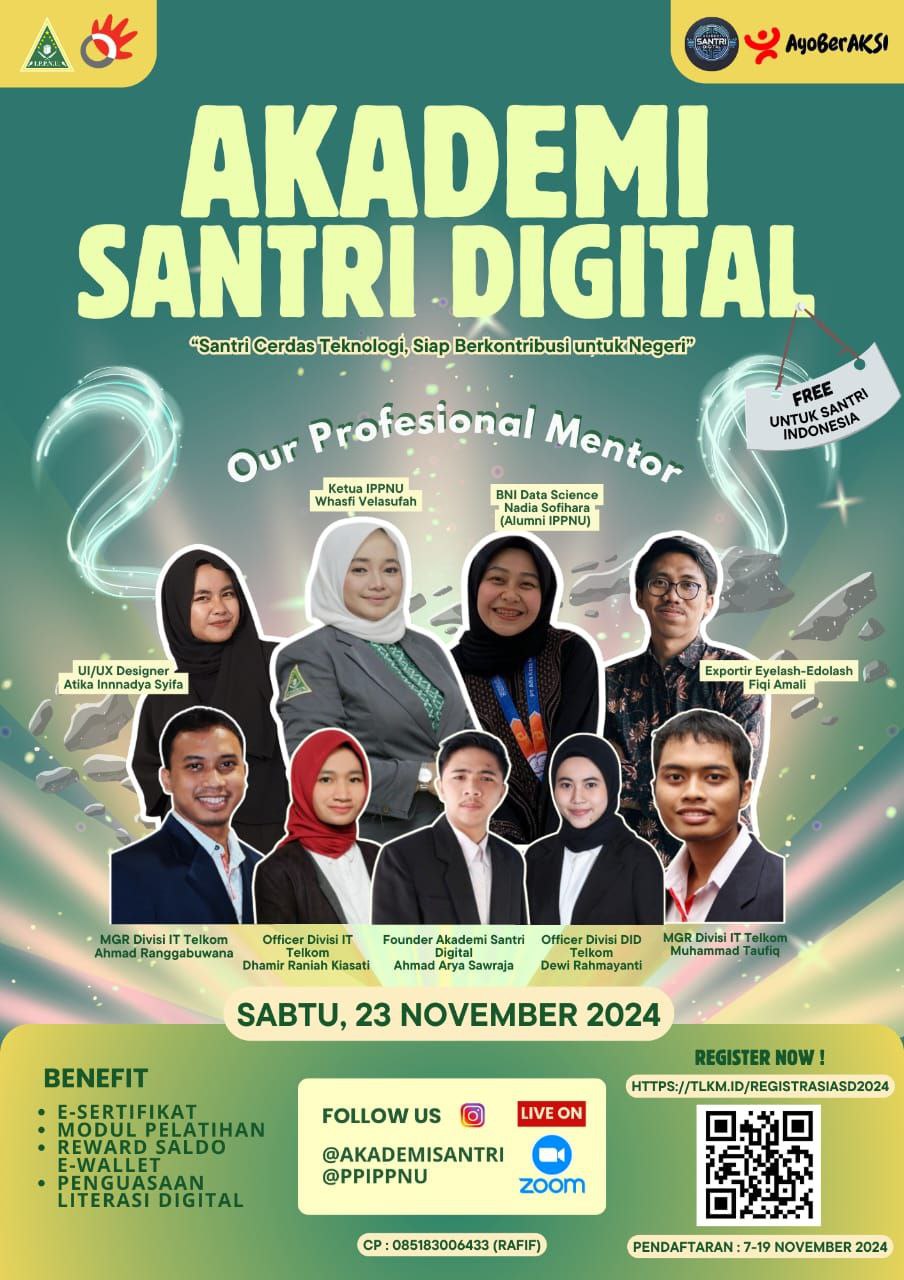 I.P.P.N.U.
SANTRI
DIGITAL
AyoBerAKSI
AKADEMI
SANTRI DIGITAL
“Santri Cerdas Teknologi, Siap Berkontribusi untuk Negeri”
FREE
UNTUK SANTRI
INDONESIA
Our Profesional Mentor
Ketua IPPNU
Whasfi Velasufah
BNI Data Science
Nadia Sofihara
(Alumni IPPNU)
UI/UX Designer
Atika Innnadya Syifa
Exportir Eyelash-Edolash
Fiqi Amali
MGR Divisi IT Telkom
Ahmad Ranggabuwana
Officer Divisi IT
Telkom
Dhamir Raniah Kiasati
Founder Akademi Santri
Digital
Ahmad Arya Sawraja
Officer Divisi DID
Telkom
Dewi Rahmayanti
MGR Divisi IT Telkom
Muhammad Taufiq
SABTU, 23 NOVEMBER 2024
BENEFIT
• E-SERTIFIKAT
• MODUL PELATIHAN
• REWARD SALDO
E-WALLET
• PENGUASAAN
LITERASI DIGITAL
FOLLOW US
@AKADEMISANTRI
@PPIPPNU
LIVE ON
zoom
CP : 085183006433 (RAFIF)
REGISTER NOW !
HTTPS://TLKM.ID/REGISTRASIASD2024
PENDAFTARAN : 7-19 NOVEMBER 2024